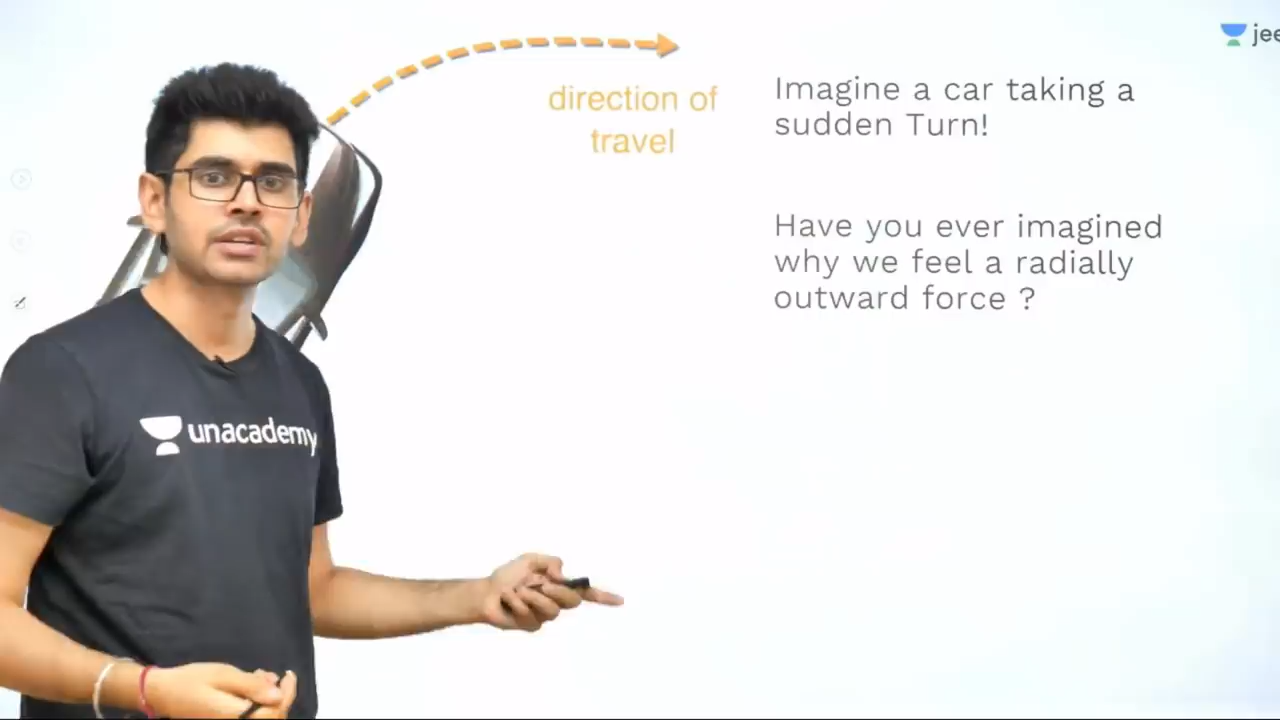 direction of
travel
Imagine a car taking a
sudden Turn!
Have you ever imagined
why we feel a radially
outward force ?
unacademy
jee